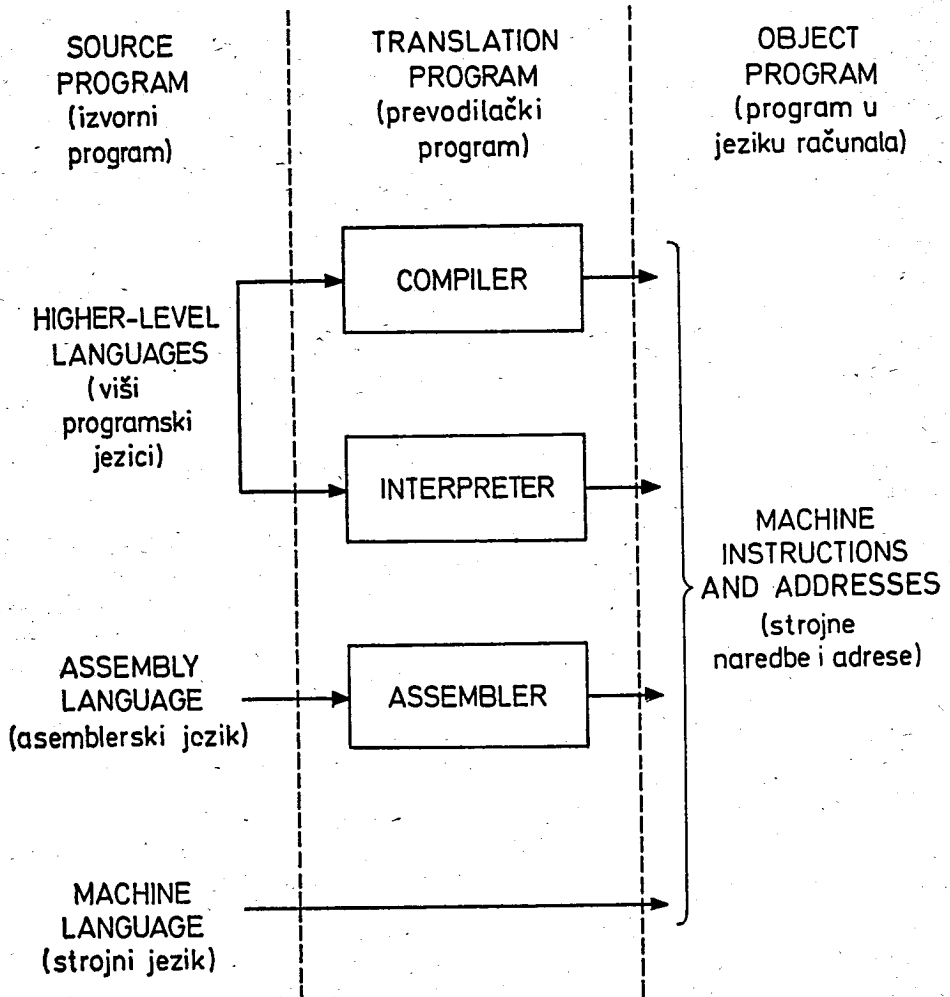 SOURCE
PROGRAM
(izvorni
program)
TRANSLATION
PROGRAM
(prevodilački
program)
OBJECT
PROGRAM
(program u
jeziku računala)
HIGHER-LEVEL
LANGUAGES
(viši
programski
jezici)
COMPILER
INTERPRETER
MACHINE
INSTRUCTIONS
AND ADDRESSES
(strojne
naredbe i adrese)
ASSEMBLY
LANGUAGE
(asemblerski jezik)
ASSEMBLER
MACHINE
LANGUAGE
(strojni jezik)